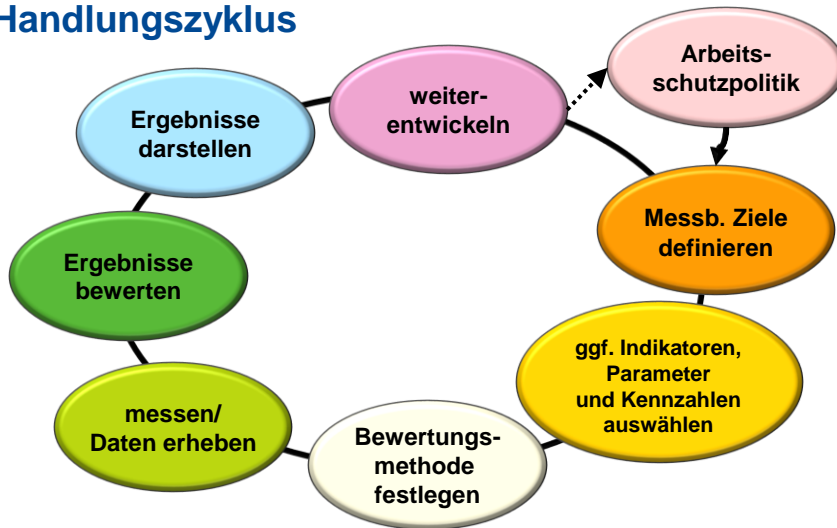 Handlungszyklus
Arbeits-
schutzpolitik
weiter-
entwickeln
Ergebnisse
darstellen
Messb. Ziele
definieren
Ergebnisse
bewerten
ggf. Indikatoren,
Parameter
und Kennzahlen
auswählen
messen/
Daten erheben
Bewertungs-
methode
festlegen